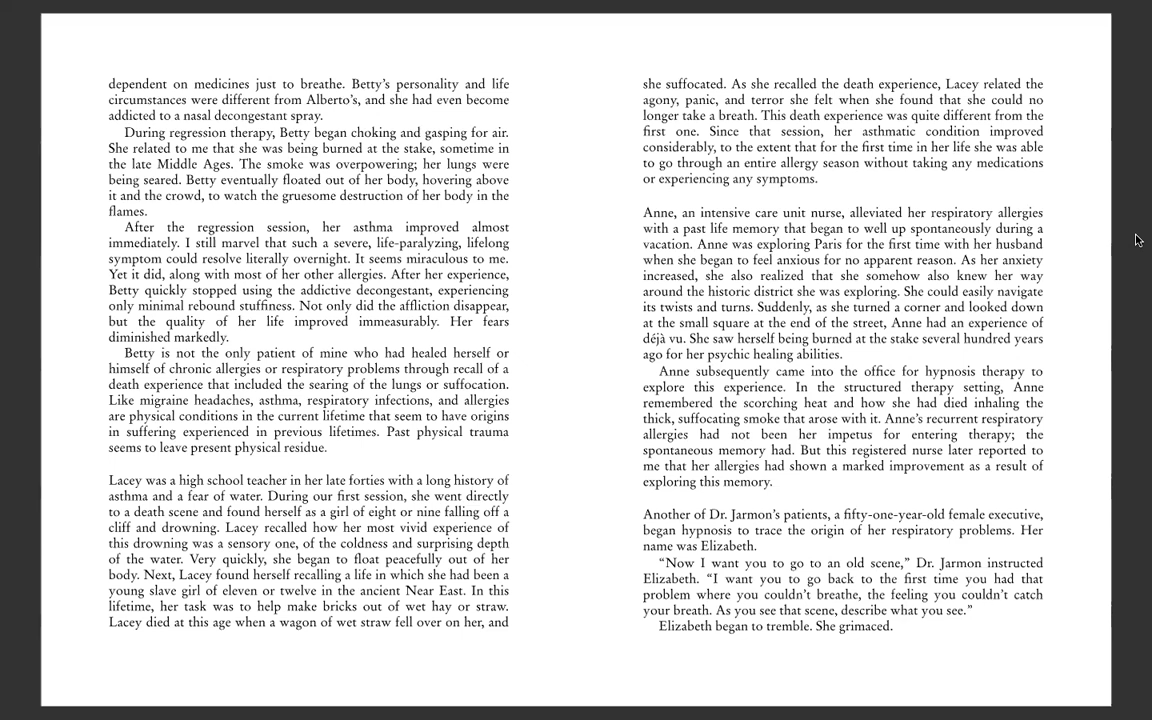 dependent on medicines just to breathe. Betty’s personality and life
circumstances were different from Alberto’s, and she had even become
addicted to a nasal decongestant spray.
During regression therapy, Betty began choking and gasping for air.
She related to me that she was being burned at the stake, sometime in
the late Middle Ages. The smoke was overpowering; her lungs were
being seared. Betty eventually floated out of her body, hovering above
it and the crowd, to watch the gruesome destruction of her body in the
flames.
After the regression session, her asthma improved almost
immediately. I still marvel that such a severe, life-paralyzing, lifelong
symptom could resolve literally overnight. It seems miraculous to me.
Yet it did, along with most of her other allergies. After her experience,
Betty quickly stopped using the addictive decongestant, experiencing
only minimal rebound stuffiness. Not only did the affliction disappear,
but the quality of her life improved immeasurably. Her fears
diminished markedly.
Betty is not the only patient of mine who had healed herself or
himself of chronic allergies or respiratory problems through recall of a
death experience that included the searing of the lungs or suffocation.
Like migraine headaches, asthma, respiratory infections, and allergies
are physical conditions in the current lifetime that seem to have origins
in suffering experienced in previous lifetimes. Past physical trauma
seems to leave present physical residue.
Lacey was a high school teacher in her late forties with a long history of
asthma and a fear of water. During our first session, she went directly
to a death scene and found herself as a girl of eight or nine falling off a
cliff and drowning. Lacey recalled how her most vivid experience of
this drowning was a sensory one, of the coldness and surprising depth
of the water. Very quickly, she began to float peacefully out of her
body. Next, Lacey found herself recalling a life in which she had been a
young slave girl of eleven or twelve in the ancient Near East. In this
lifetime, her task was to help make bricks out of wet hay or straw.
Lacey died at this age when a wagon of wet straw fell over on her, and
she suffocated. As she recalled the death experience, Lacey related the
agony, panic, and terror she felt when she found that she could no
longer take a breath. This death experience was quite different from the
first one. Since that session, her asthmatic condition improved
considerably, to the extent that for the first time in her life she was able
to go through an entire allergy season without taking any medications
or experiencing any symptoms.
Anne, an intensive care unit nurse, alleviated her respiratory allergies
with a past life memory that began to well up spontaneously during a
vacation. Anne was exploring Paris for the first time with her husband
when she began to feel anxious for no apparent reason. As her anxiety
increased, she also realized that she somehow also knew her way
around the historic district she was exploring. She could easily navigate
its twists and turns. Suddenly, as she turned a corner and looked down
at the small square at the end of the street, Anne had an experience of
déjà vu. She saw herself being burned at the stake several hundred years
ago for her psychic healing abilities.
Anne subsequently came into the office for hypnosis therapy to
explore this experience. In the structured therapy setting, Anne
remembered the scorching heat and how she had died inhaling the
thick, suffocating smoke that arose with it. Anne’s recurrent respiratory
allergies had not been her impetus for entering therapy; the
spontaneous memory had. But this registered nurse later reported to
me that her allergies had shown a marked improvement as a result of
exploring this memory.
Another of Dr. Jarmon’s patients, a fifty-one-year-old female executive,
began hypnosis to trace the origin of her respiratory problems. Her
name was Elizabeth.
“Now I want you to go to an old scene,” Dr. Jarmon instructed
Elizabeth. “I want you to go back to the first time you had that
problem where you couldn’t breathe, the feeling you couldn’t catch
your breath. As you see that scene, describe what you see.”
Elizabeth began to tremble. She grimaced.